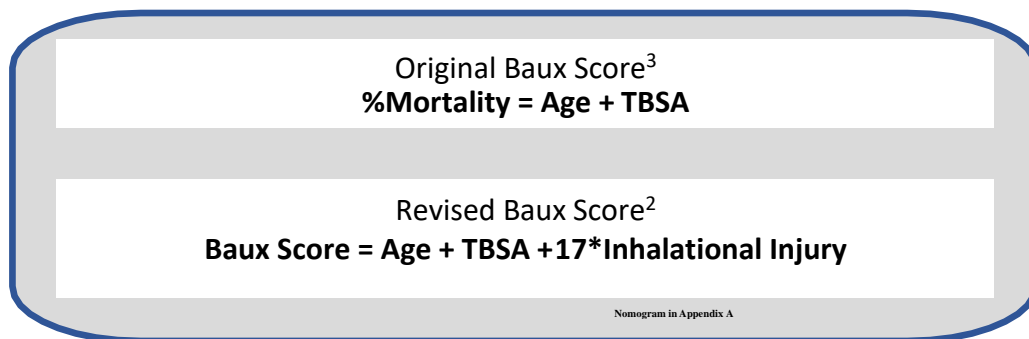 Original Baux Score³
%Mortality = Age + TBSA
Revised Baux Score²
Baux Score = Age + TBSA +17*Inhalational Injury
Nomogram in Appendix A